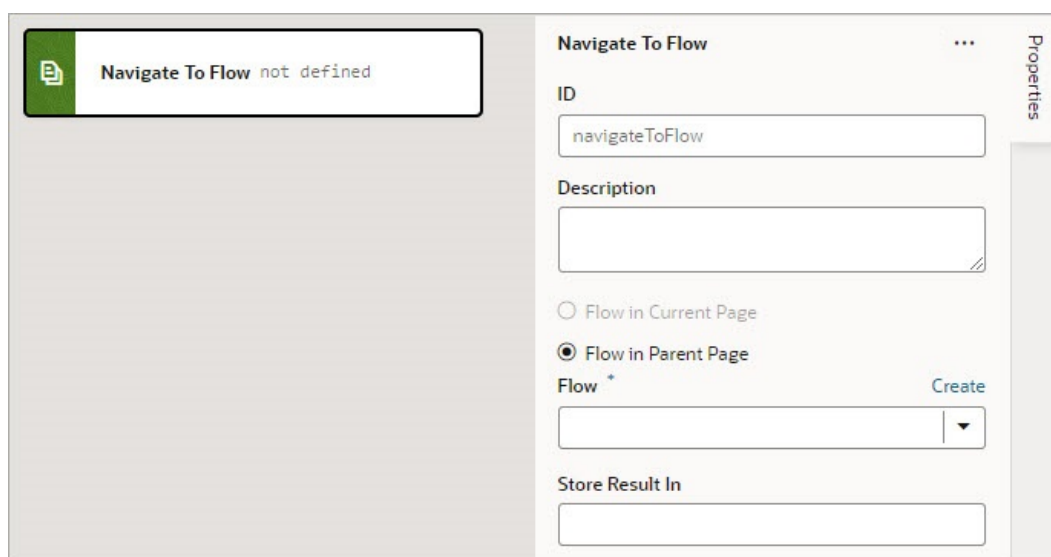 Navigate To Flow not defined
Navigate To Flow ...
Properties
ID
navigateToFlow
Description
Flow in Current Page
Flow in Parent Page
Flow * Create
Store Result In